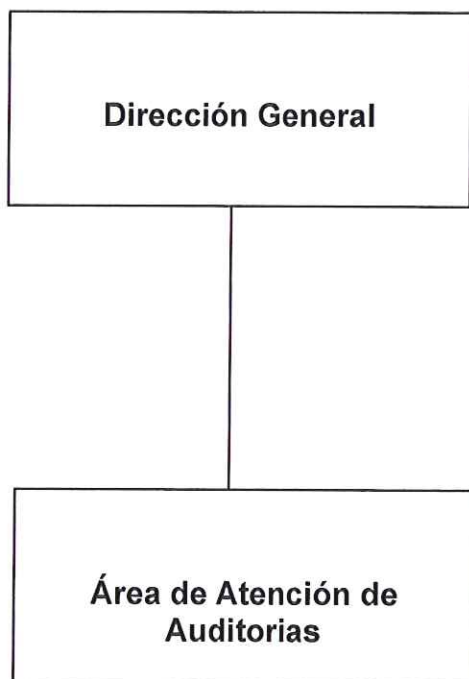 Dirección General
Área de Atención de
Auditorias